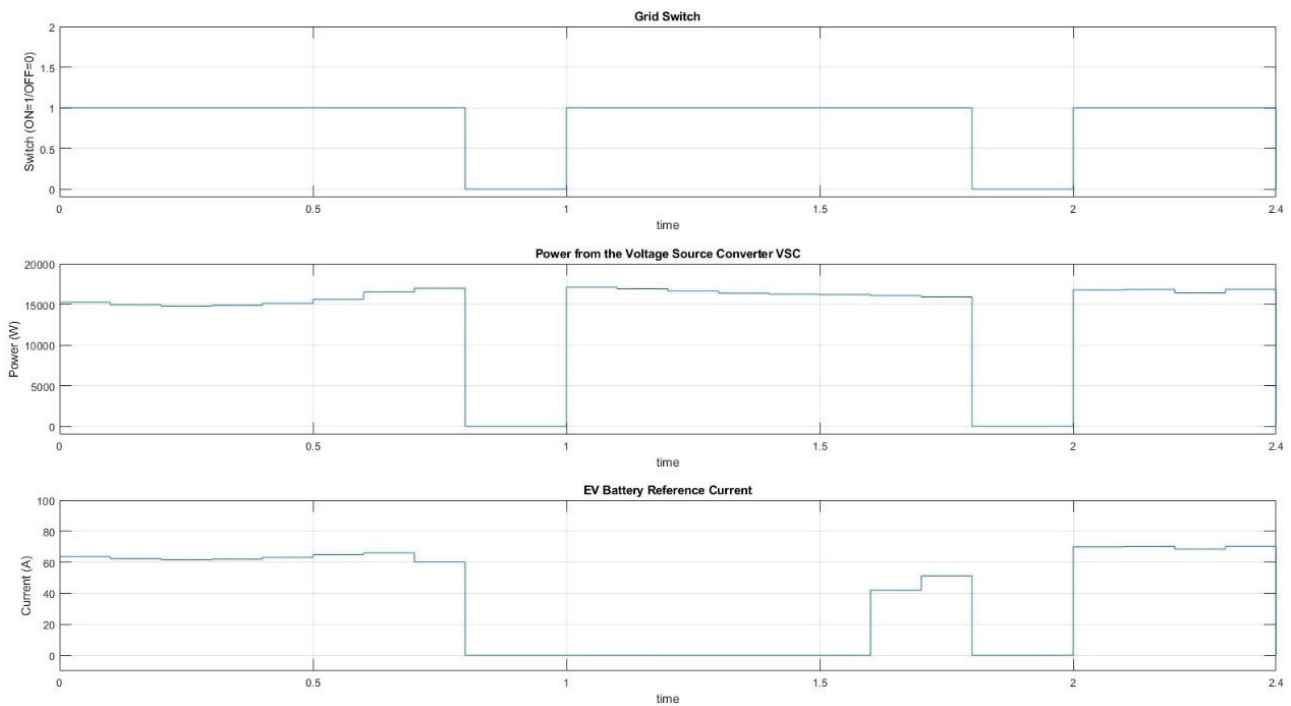 Grid Switch
Switch (ON=1/OFF=0)
2
1.5
1
0.5
0
0 0.5 1 1.5 2 2.4
time
Power from the Voltage Source Converter VSC
Power (W)
20000
15000
10000
5000
0
0 0.5 1 1.5 2 2.4
time
EV Battery Reference Current
Current (A)
100
80
60
40
20
0
0 0.5 1 1.5 2 2.4
time